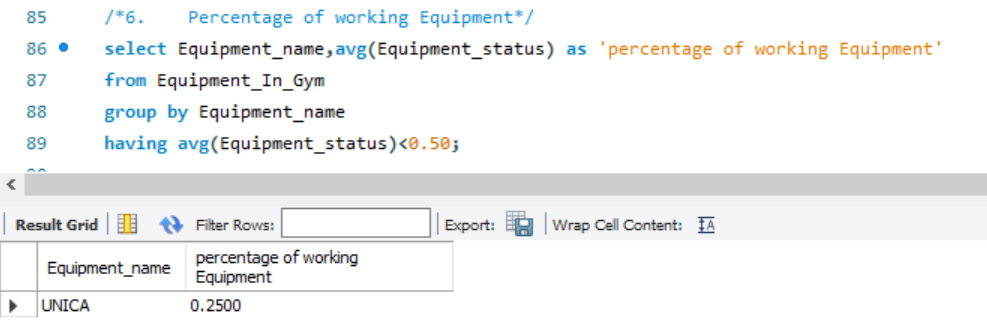 85 /*6. Percentage of working Equipment*/
86 select Equipment_name,avg(Equipment_status) as 'percentage of working Equipment'
87 from Equipment_In_Gym
88 group by Equipment_name
89 having avg(Equipment_status)<0.50;
Result Grid Filter Rows: Export: Wrap Cell Content: IA
Equipment_name percentage of working
Equipment
UNICA 0.2500